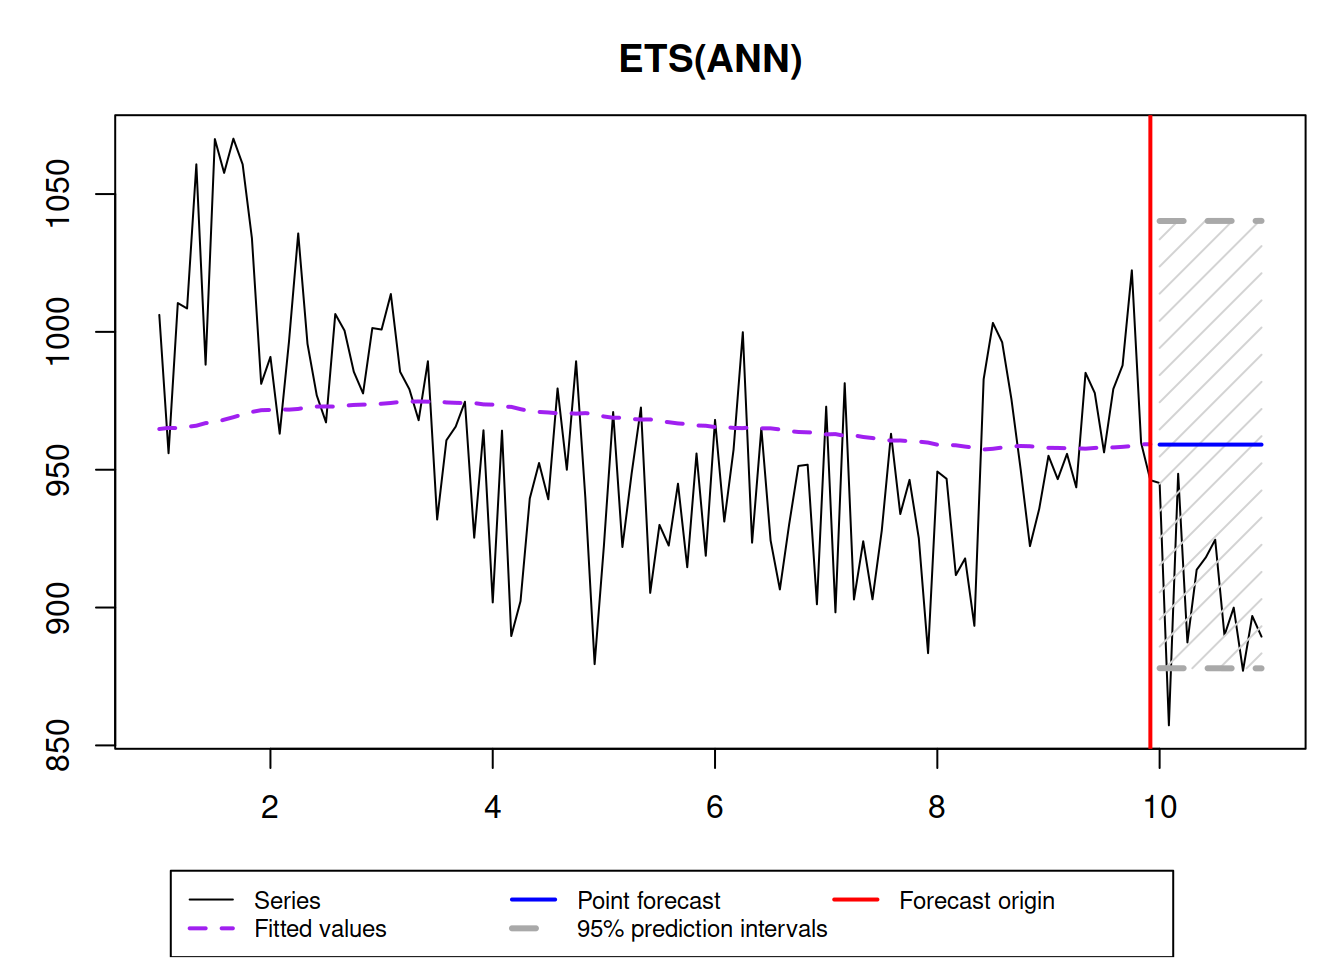 ETS(ANN)
1050
1000
950
900
850
2 4 6 8 10
Series Point forecast Forecast origin
Fitted values 95% prediction intervals